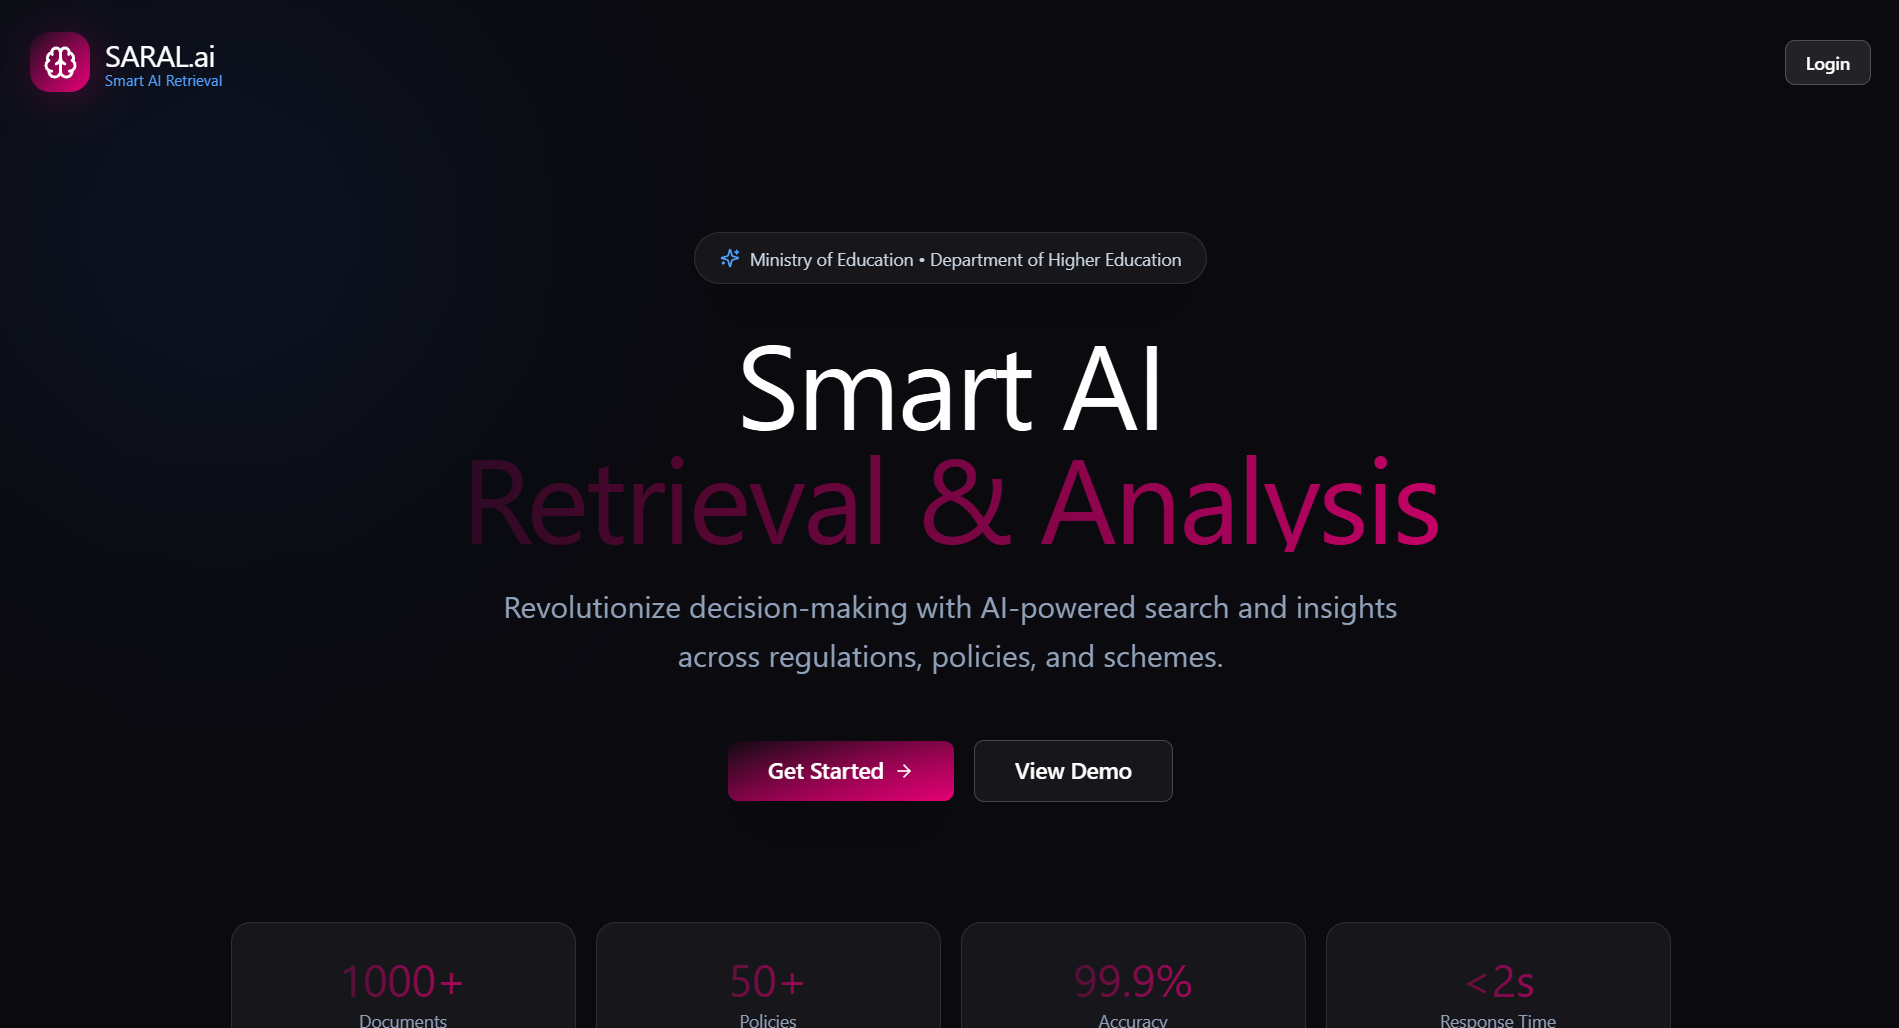 SARAL.ai
Smart AI Retrieval
Login
Ministry of Education • Department of Higher Education
Smart AI
Retrieval & Analysis
Revolutionize decision-making with AI-powered search and insights
across regulations, policies, and schemes.
Get Started →
View Demo
1000+
Documents
50+
Policies
99.9%
Accuracy
<2s
Response Time